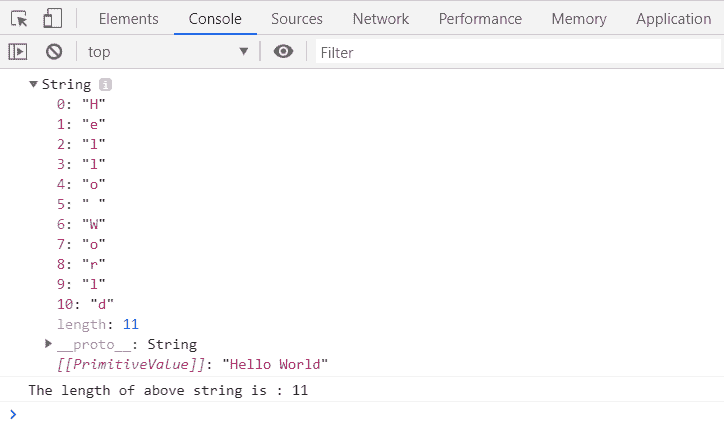 Elements Console Sources Network Performance Memory Application
top Filter
String i
0: "H"
1: "e"
2: "l"
3: "l"
4: "o"
5: " "
6: "W"
7: "o"
8: "r"
9: "l"
10: "d"
length: 11
__proto__: String
[[PrimitiveValue]]: "Hello World"
The length of above string is : 11
>